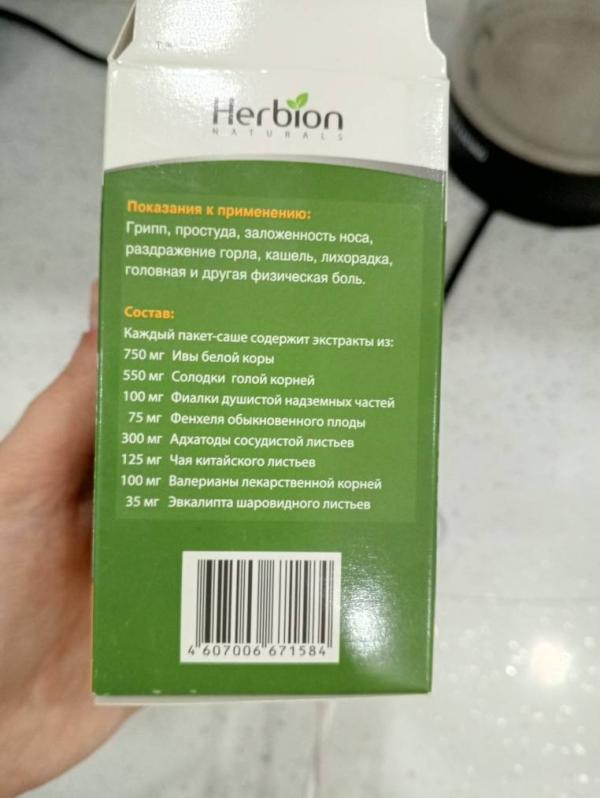 Herbion
NATURALS
Показания к применению:
Грипп, простуда, заложенность носа,
раздражение горла, кашель, лихорадка,
головная и другая физическая боль.
Состав:
Каждый пакет-саше содержит экстракты из:
750 мг Ивы белой коры
550 мг Солодки голой корней
100 мг Фиалки душистой надземных частей
75 мг Фенхеля обыкновенного плоды
300 мг Адхатоды сосудистой листьев
125 мг Чая китайского листьев
100 мг Валерианы лекарственной корней
35 мг Эвкалипта шаровидного листьев
4 607006 671584